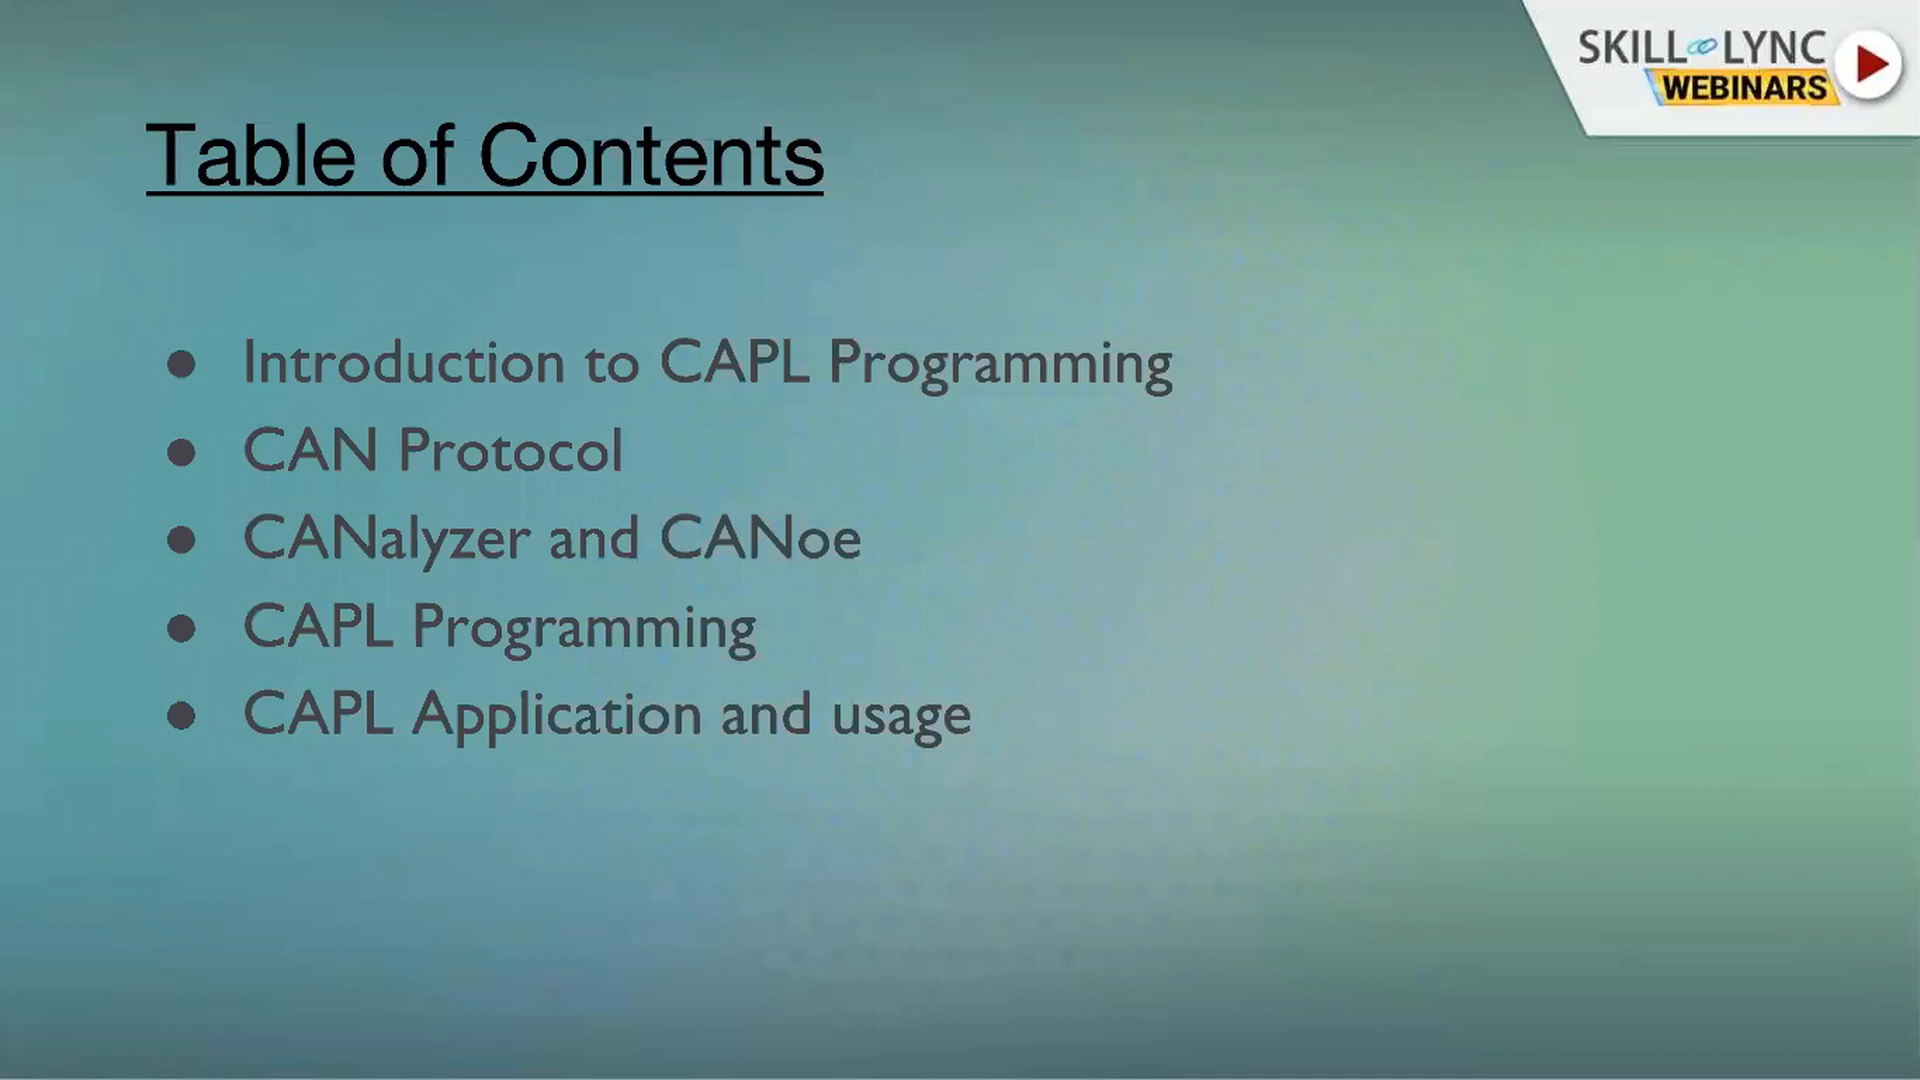 SKILL LYNC
WEBINARS
Table of Contents
● Introduction to CAPL Programming
● CAN Protocol
● CANalyzer and CANoe
● CAPL Programming
● CAPL Application and usage